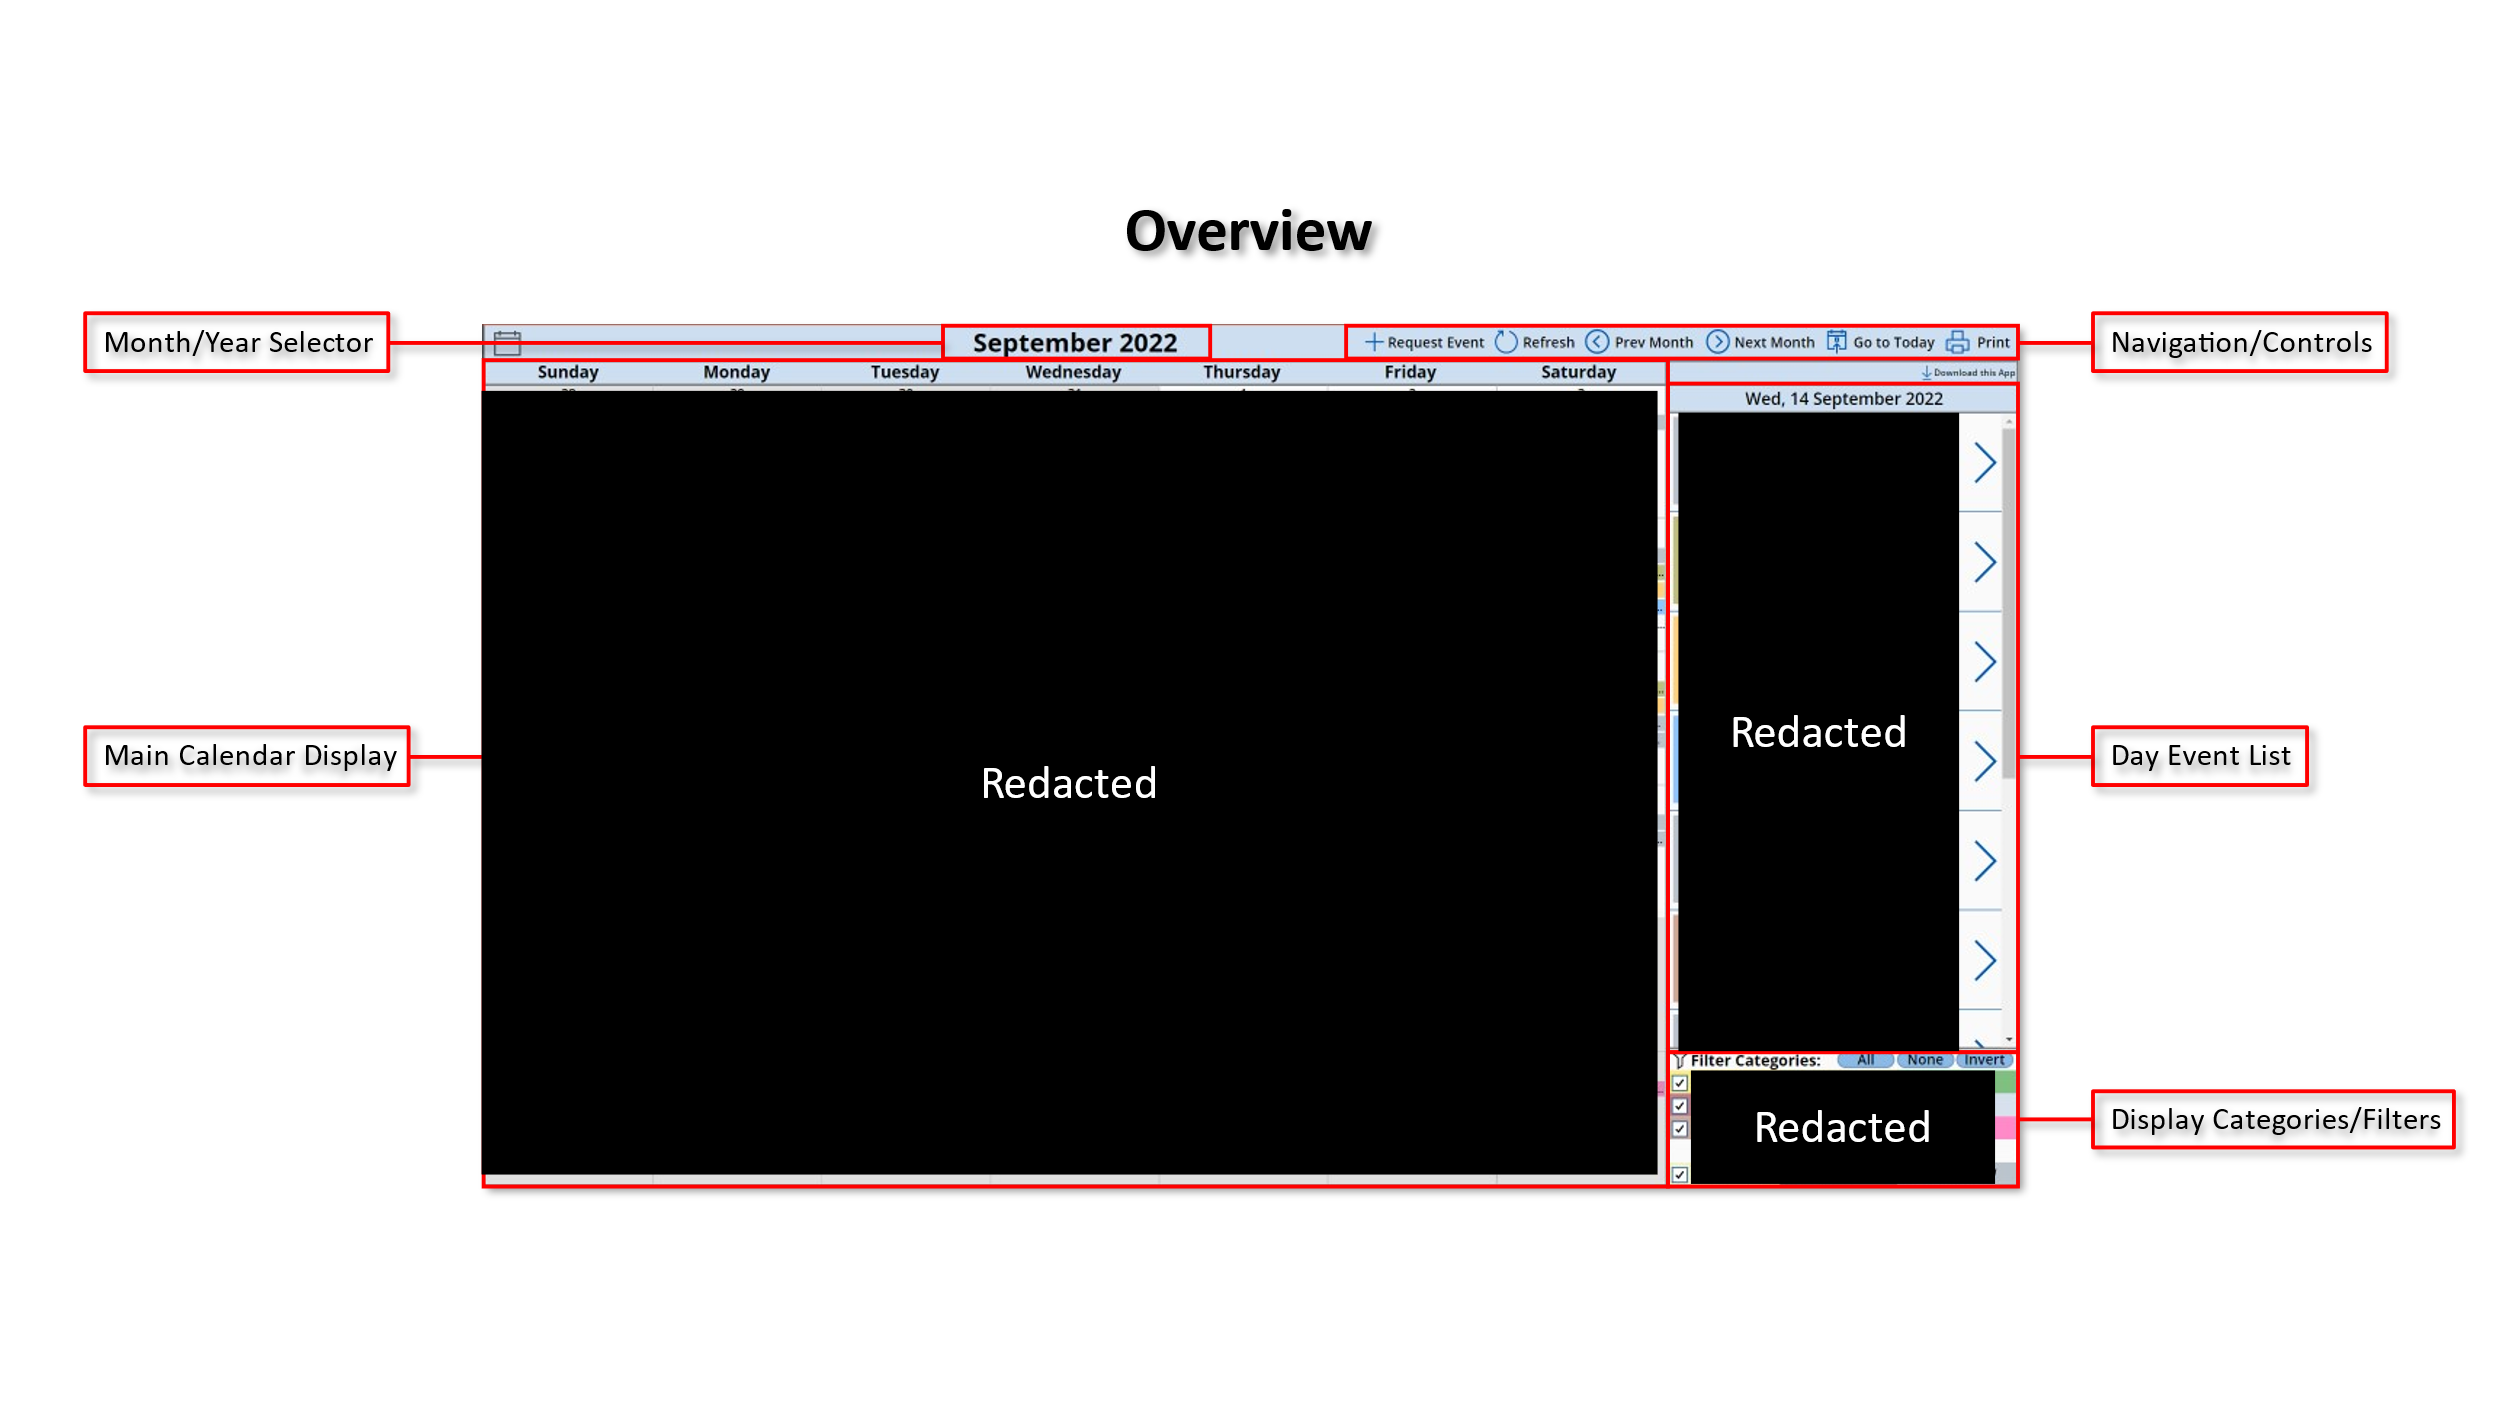 Overview
Month/Year Selector
September 2022
Request Event Refresh Prev Month Next Month Go to Today Print
Navigation/Controls
Sunday Monday Tuesday Wednesday Thursday Friday Saturday
Download this App
Wed, 14 September 2022
Main Calendar Display
Redacted
Redacted
Day Event List
Filter Categories: All None Invert
Redacted
Display Categories/Filters